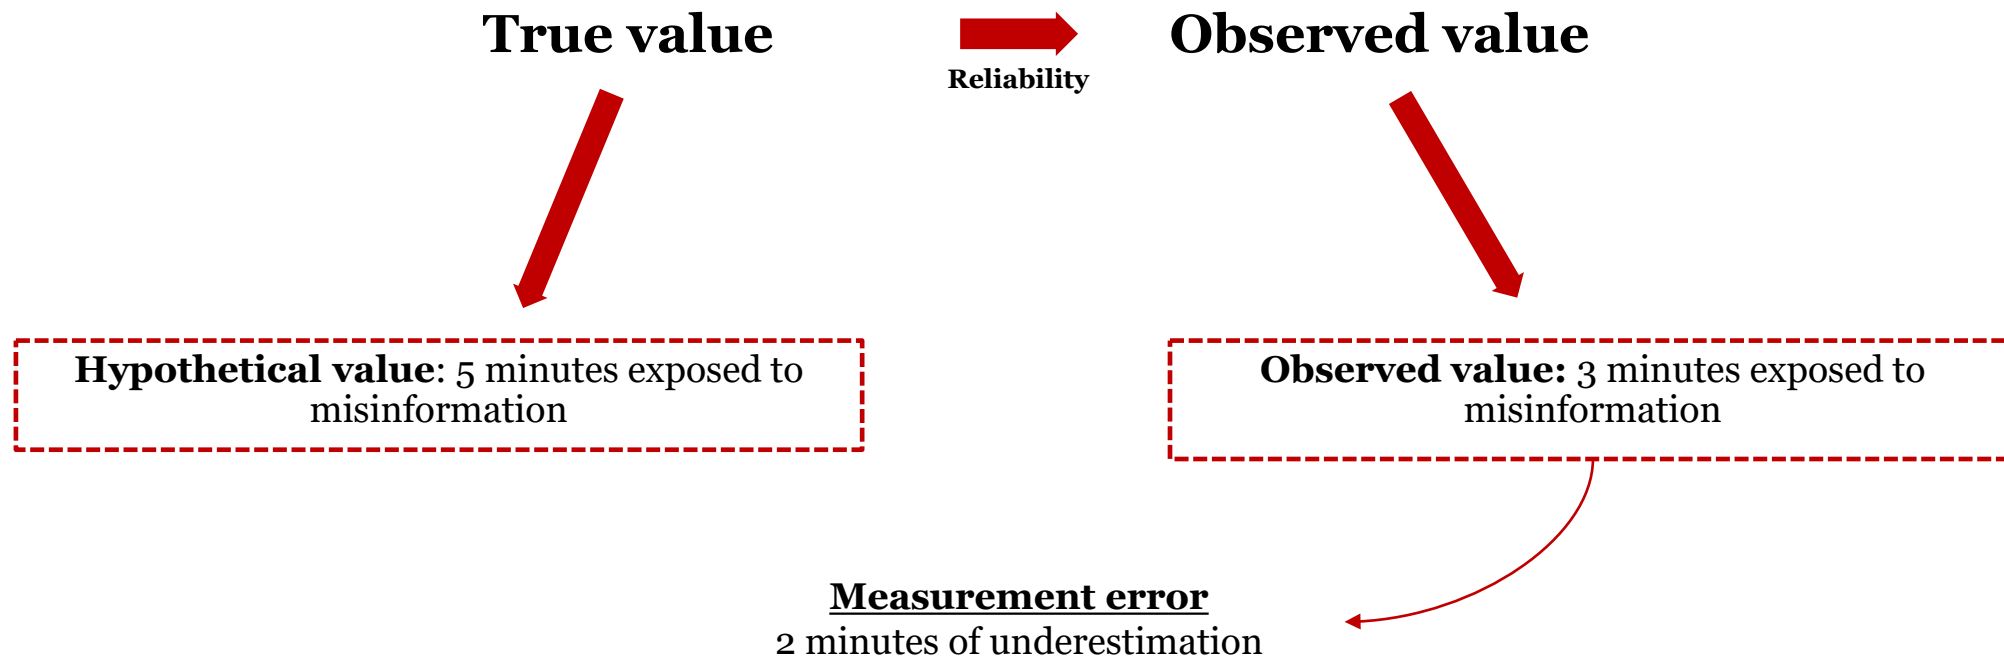 True value
Observed value
Reliability
Hypothetical value: 5 minutes exposed to
misinformation
Observed value: 3 minutes exposed to
misinformation
Measurement error
2 minutes of underestimation